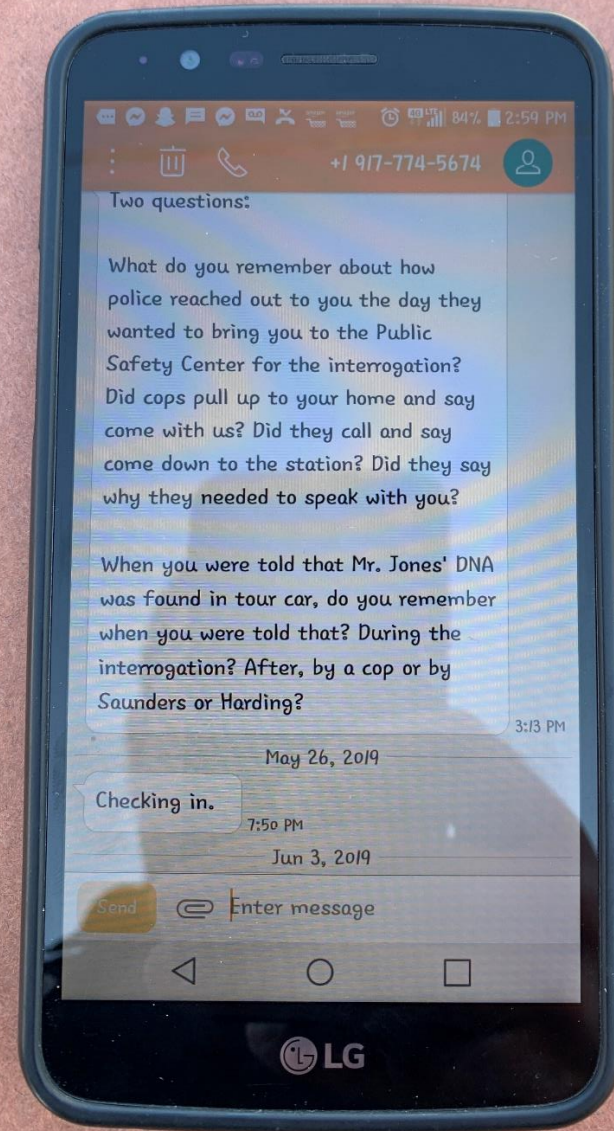 84% 2:59 PM
+1 917-774-5674
Two questions:
What do you remember about how
police reached out to you the day they
wanted to bring you to the Public
Safety Center for the interrogation?
Did cops pull up to your home and say
come with us? Did they call and say
come down to the station? Did they say
why they needed to speak with you?
When you were told that Mr. Jones' DNA
was found in tour car, do you remember
when you were told that? During the
interrogation? After, by a cop or by
Saunders or Harding?
3:13 PM
May 26, 2019
Checking in.
7:50 PM
Jun 3, 2019
Send Enter message
LG